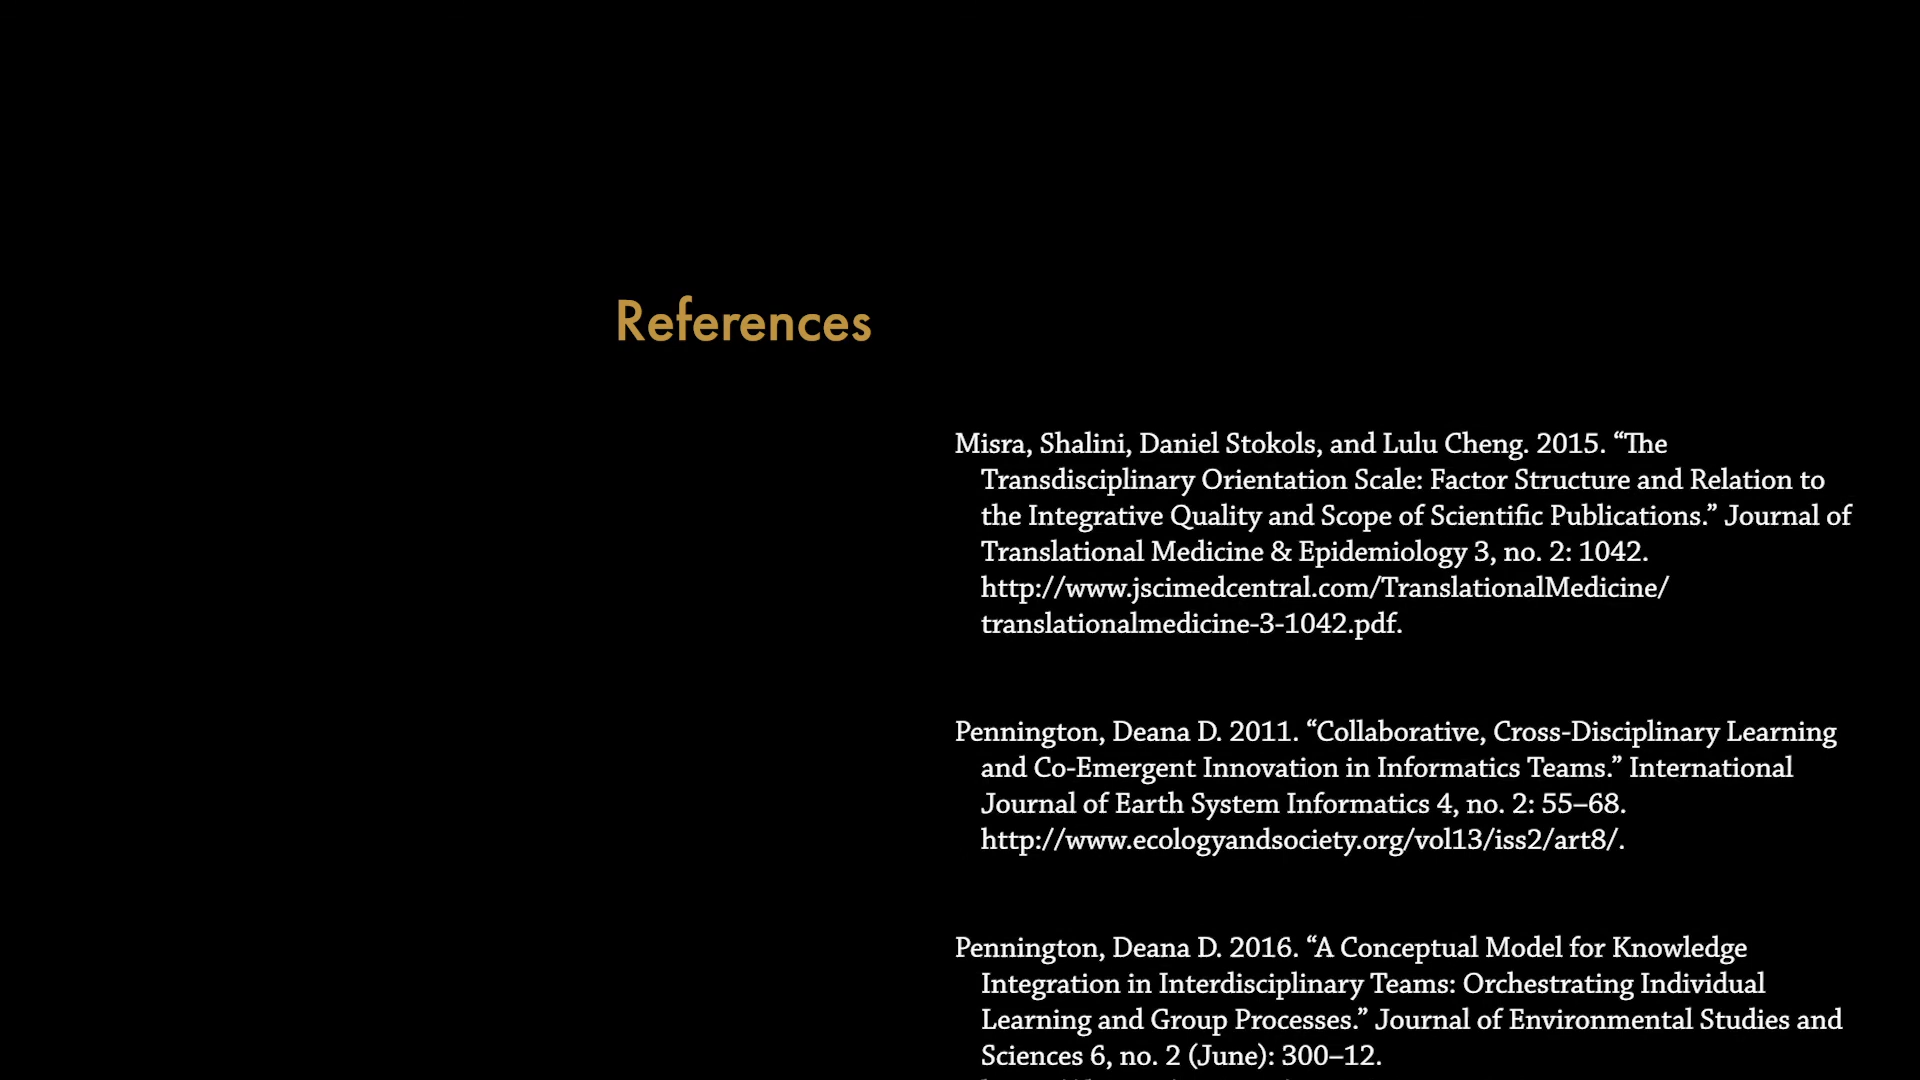 References
Misra, Shalini, Daniel Stokols, and Lulu Cheng. 2015. “The
Transdisciplinary Orientation Scale: Factor Structure and Relation to
the Integrative Quality and Scope of Scientific Publications.” Journal of
Translational Medicine & Epidemiology 3, no. 2: 1042.
http://www.jscimedcentral.com/TranslationalMedicine/
translationalmedicine-3-1042.pdf.
Pennington, Deana D. 2011. “Collaborative, Cross-Disciplinary Learning
and Co-Emergent Innovation in Informatics Teams.” International
Journal of Earth System Informatics 4, no. 2: 55–68.
http://www.ecologyandsociety.org/vol13/iss2/art8/.
Pennington, Deana D. 2016. “A Conceptual Model for Knowledge
Integration in Interdisciplinary Teams: Orchestrating Individual
Learning and Group Processes.” Journal of Environmental Studies and
Sciences 6, no. 2 (June): 300–12.